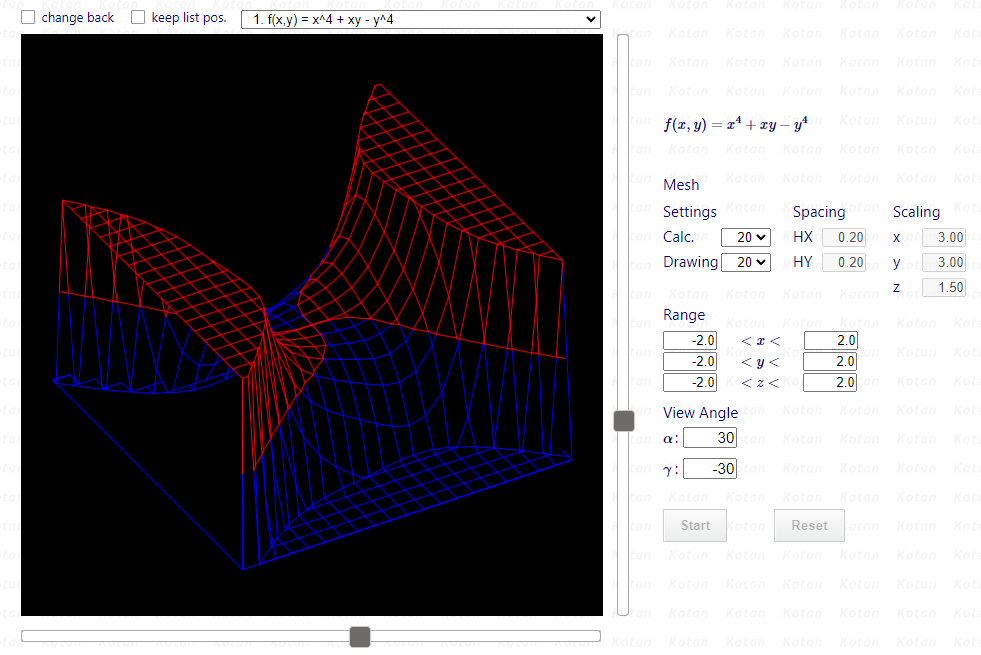 change back keep list pos. 1. f(x,y) = x^4 + xy - y^4
f(x, y) = x⁴ + xy − y⁴
Mesh
Settings Spacing Scaling
Calc. 20 HX 0.20 x 3.00
Drawing 20 HY 0.20 y 3.00
z 1.50
Range
-2.0 < x < 2.0
-2.0 < y < 2.0
-2.0 < z < 2.0
View Angle
α : 30
γ : -30
Start Reset